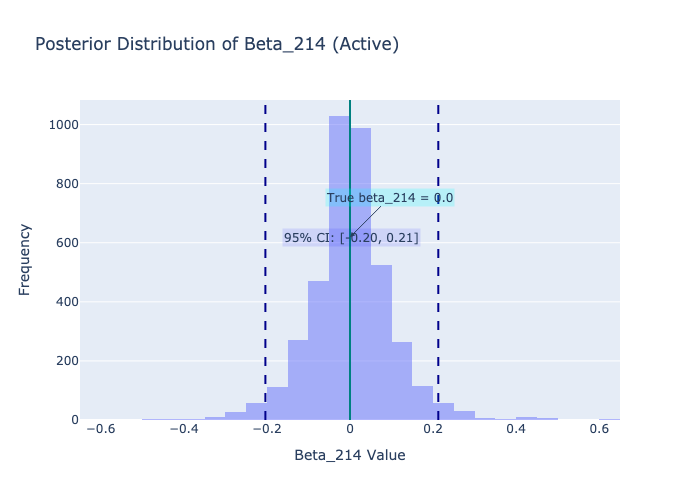 Posterior Distribution of Beta_214 (Active)
Frequency
1000
800
600
400
200
0
True beta_214 = 0.0
95% CI: [-0.20, 0.21]
−0.6
−0.4
−0.2
0
0.2
0.4
0.6
Beta_214 Value